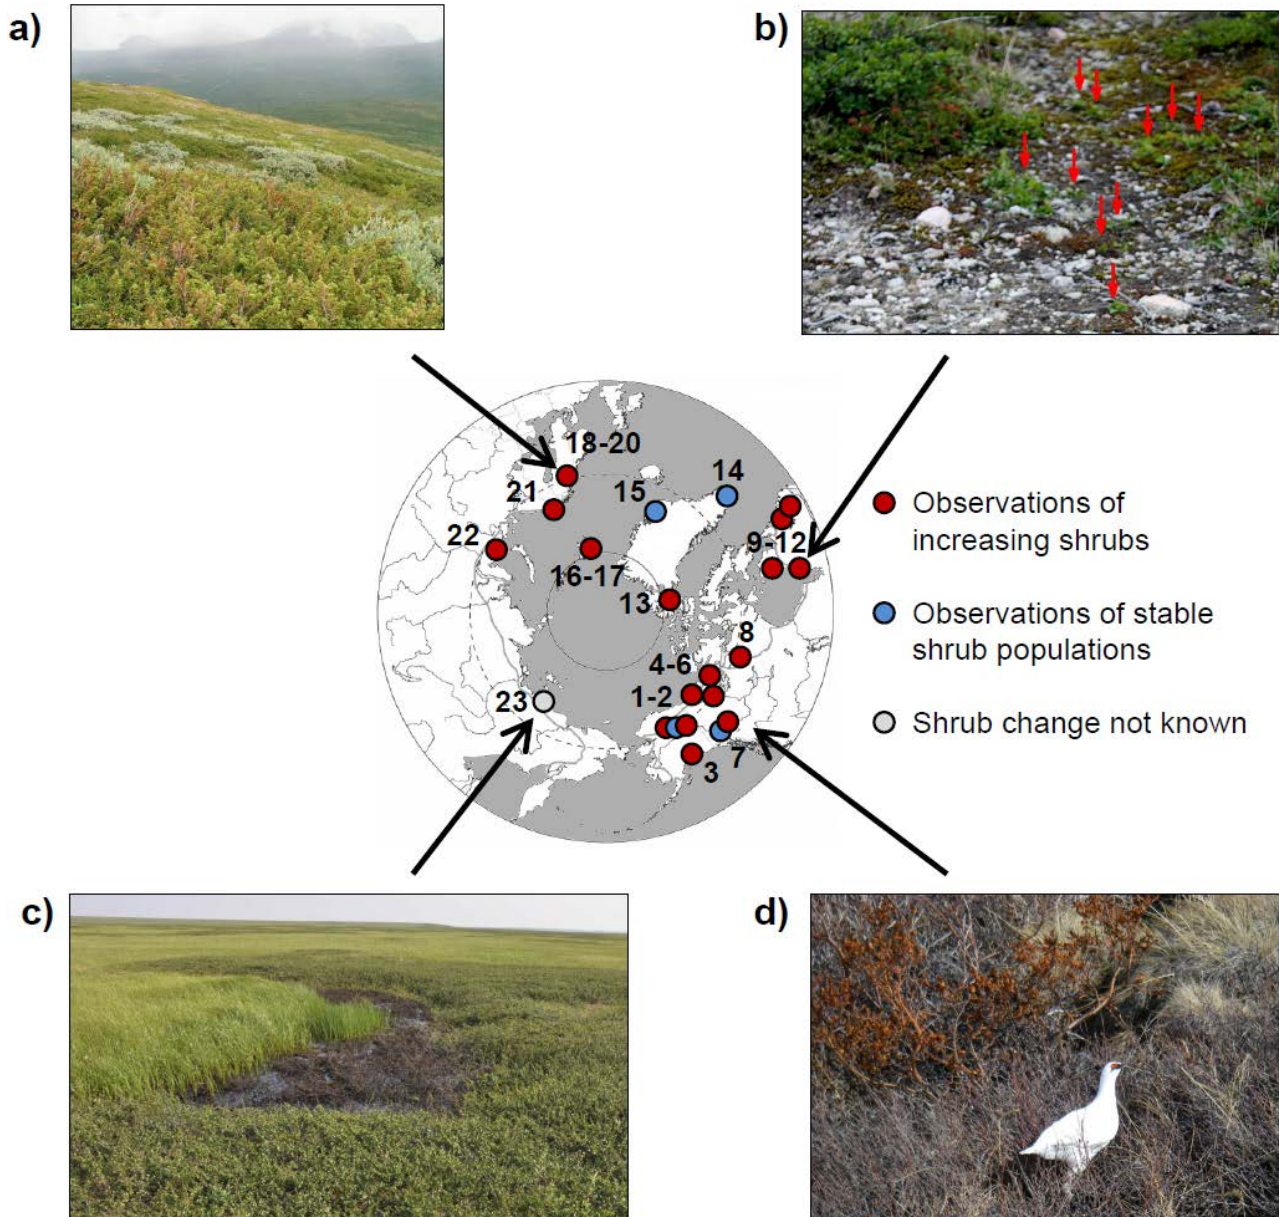 a)
b)
18-20
14
15
21
9-12
22
16-17
13
8
4-6
1-2
23
3
7
Observations of
increasing shrubs
Observations of stable
shrub populations
Shrub change not known
c)
d)